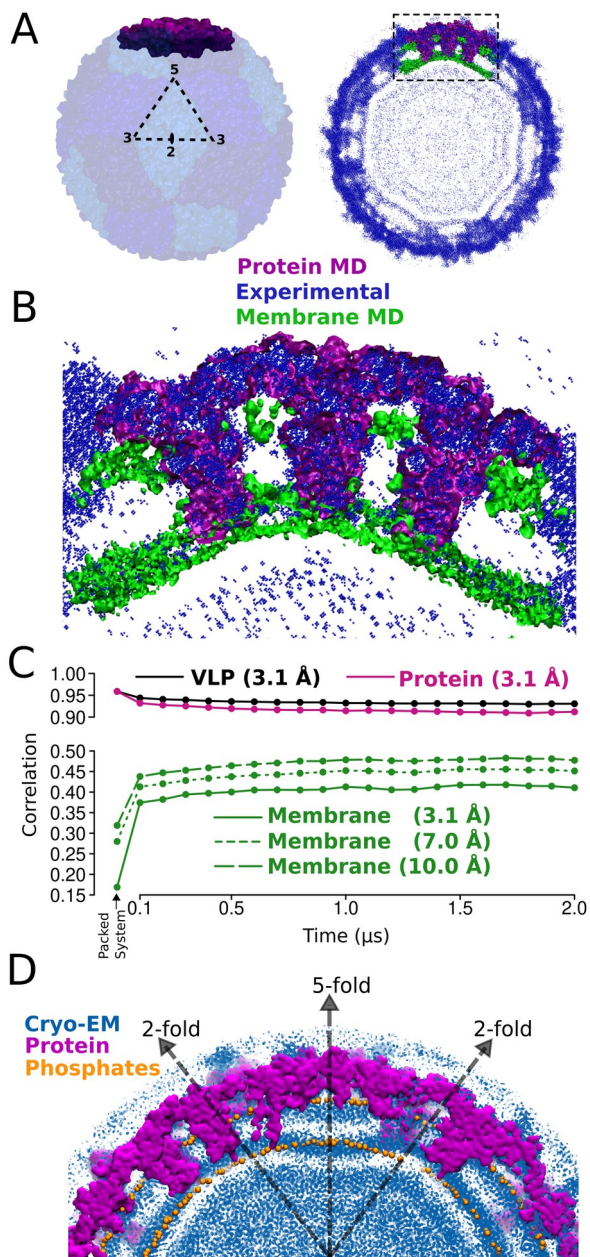 A
5
3
3
2
Protein MD
Experimental
Membrane MD
B
C
1.00
0.95
0.90
VLP (3.1 Å)
Protein (3.1 Å)
0.50
0.45
0.40
0.35
0.30
0.25
0.20
0.15
Correlation
Membrane (3.1 Å)
Membrane (7.0 Å)
Membrane (10.0 Å)
Packed
System
0.1
0.5
1.0
1.5
2.0
Time (µs)
D
5-fold
Cryo-EM
Protein
Phosphates
2-fold
2-fold